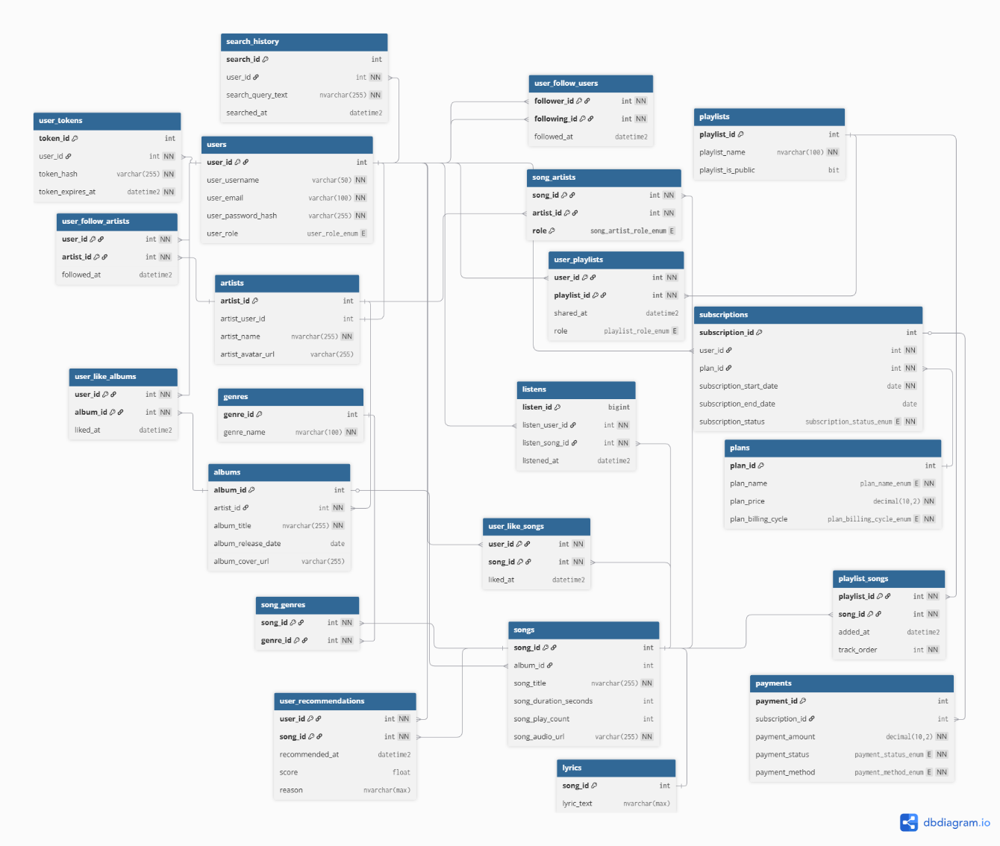 search_history
search_id int
user_id int NN
search_query_text nvarchar(255) NN
searched_at datetime2
user_follow_users
follower_id int NN
following_id int NN
followed_at datetime2
playlists
playlist_id int
playlist_name nvarchar(100) NN
playlist_is_public bit
user_tokens
token_id int
user_id int NN
token_hash varchar(255) NN
token_expires_at datetime2 NN
users
user_id int
user_username varchar(50) NN
user_email varchar(100) NN
user_password_hash varchar(255) NN
user_role user_role_enum E
song_artists
song_id int NN
artist_id int NN
role song_artist_role_enum E
user_follow_artists
user_id int NN
artist_id int NN
followed_at datetime2
user_playlists
user_id int NN
playlist_id int NN
shared_at datetime2
role playlist_role_enum E
artists
artist_id int
artist_user_id int
artist_name nvarchar(255) NN
artist_avatar_url varchar(255)
subscriptions
subscription_id int
user_id int NN
plan_id int NN
subscription_start_date date NN
subscription_end_date date
subscription_status subscription_status_enum E NN
user_like_albums
user_id int NN
album_id int NN
liked_at datetime2
genres
genre_id int
genre_name nvarchar(100) NN
listens
listen_id bigint
listen_user_id int NN
listen_song_id int NN
listened_at datetime2
plans
plan_id int
plan_name plan_name_enum E NN
plan_price decimal(10,2) NN
plan_billing_cycle plan_billing_cycle_enum E NN
albums
album_id int
artist_id int NN
album_title nvarchar(255) NN
album_release_date date
album_cover_url varchar(255)
user_like_songs
user_id int NN
song_id int NN
liked_at datetime2
playlist_songs
playlist_id int NN
song_id int NN
added_at datetime2
track_order int NN
song_genres
song_id int NN
genre_id int NN
songs
song_id int
album_id int
song_title nvarchar(255) NN
song_duration_seconds int
song_play_count int
song_audio_url varchar(255) NN
payments
payment_id int
subscription_id int
payment_amount decimal(10,2) NN
payment_status payment_status_enum E NN
payment_method payment_method_enum E NN
user_recommendations
user_id int NN
song_id int NN
recommended_at datetime2
score float
reason nvarchar(max)
lyrics
song_id int
lyric_text nvarchar(max)
dbdiagram.io